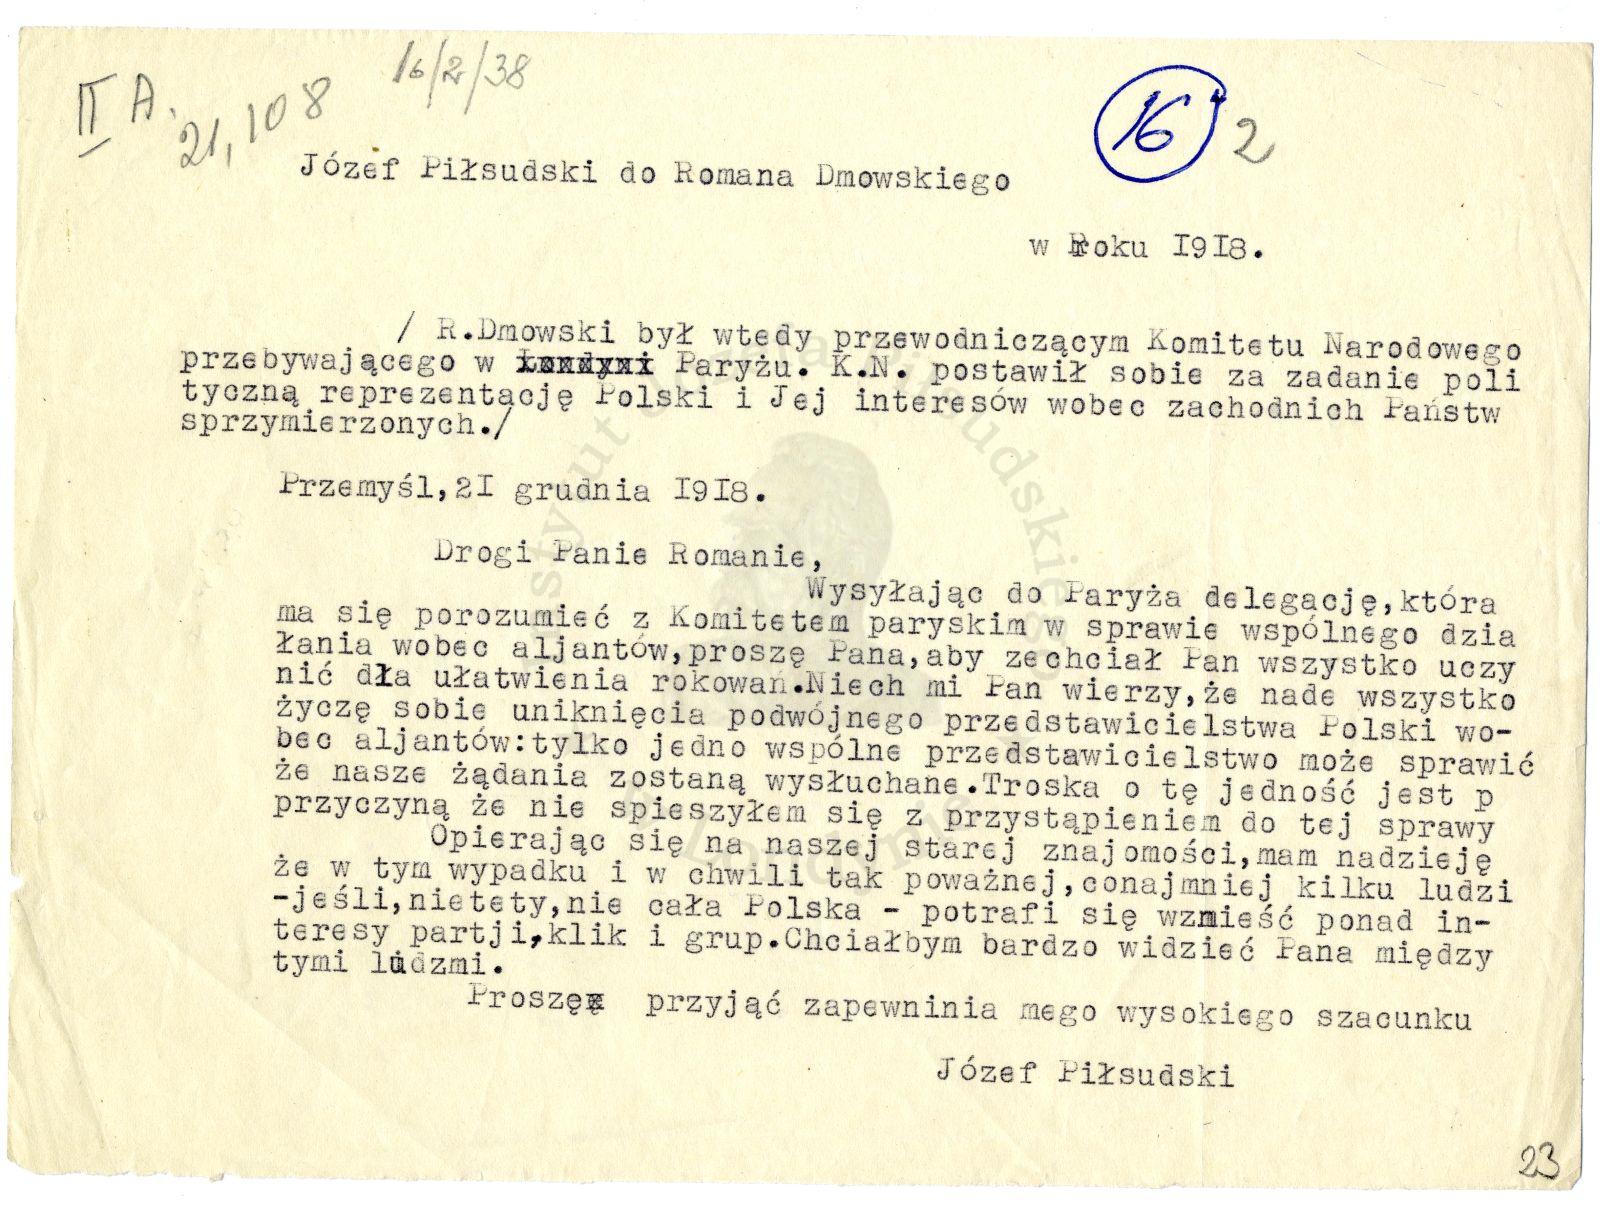 II A.
21,108
16/2/38
16
2
Józef Piłsudski do Romana Dmowskiego
w roku 1918.
/ R.Dmowski był wtedy przewodniczącym Komitetu Narodowego
przebywającego w Paryżu. K.N. postawił sobie za zadanie poli
tyczną reprezentację Polski i Jej interesów wobec zachodnich Państw
sprzymierzonych./
Przemyśl,21 grudnia 1918.
Drogi Panie Romanie,
Wysyłając do Paryża delegację,która
ma się porozumieć z Komitetem paryskim w sprawie wspólnego dzia
łania wobec aljantów,proszę Pana,aby zechciał Pan wszystko uczy
nić dła ułatwienia rokowań.Niech mi Pan wierzy,że nade wszystko
życzę sobie uniknięcia podwójnego przedstawicielstwa Polski wo-
bec aljantów:tylko jedno wspólne przedstawicielstwo może sprawić
że nasze żądania zostaną wysłuchane.Troska o tę jedność jest p
przyczyną że nie spieszyłem się z przystąpieniem do tej sprawy
Opierając się na naszej starej znajomości,mam nadzieję
że w tym wypadku i w chwili tak poważnej,conajmniej kilku ludzi
-jeśli,nietety,nie cała Polska - potrafi się wznieść ponad in-
teresy partji,klik i grup.Chciałbym bardzo widzieć Pana między
tymi ludzmi.
Proszę przyjąć zapewninia mego wysokiego szacunku
Józef Piłsudski
23